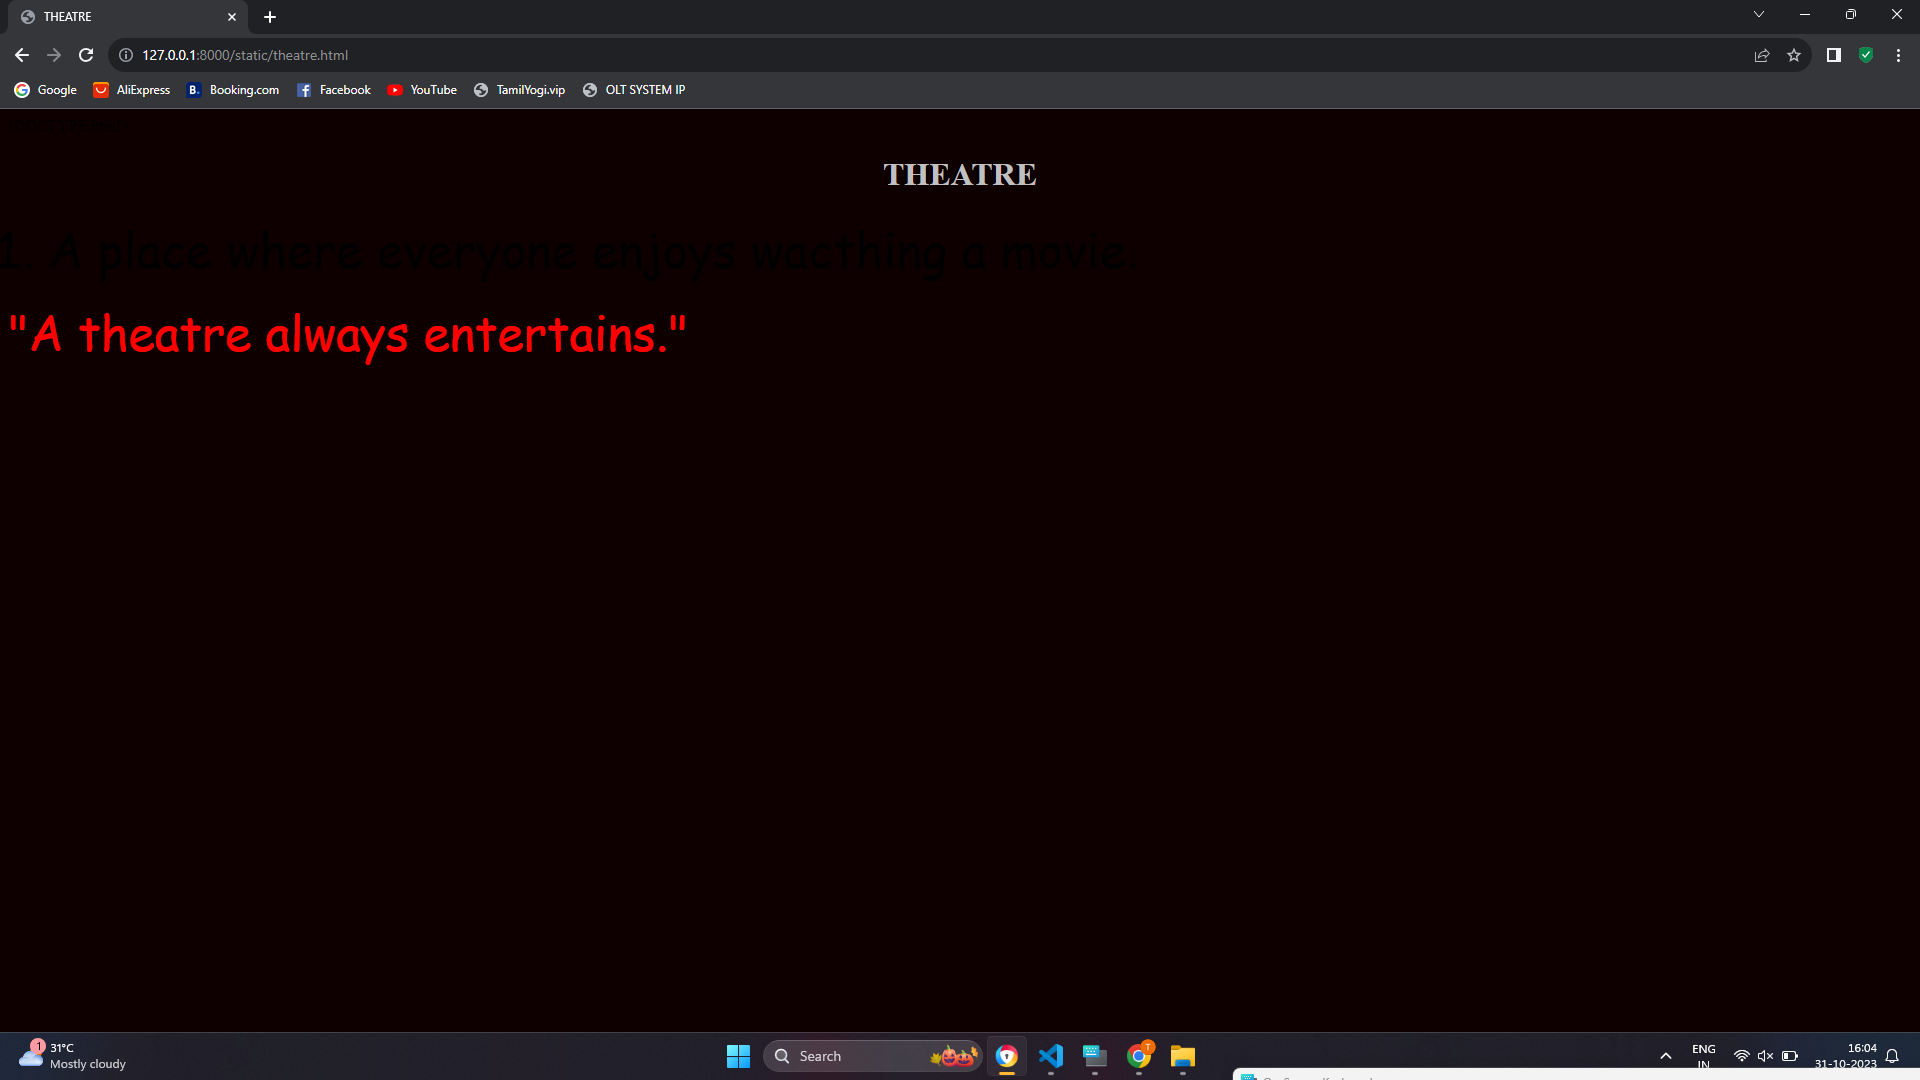 THEATRE
127.0.0.1:8000/static/theatre.html
Google AliExpress B. Booking.com Facebook YouTube TamilYogi.vip OLT SYSTEM IP
THEATRE
1. A place where everyone enjoys wacthing a movie.
"A theatre always entertains."
1 31°C
Mostly cloudy
Search
T
ENG
IN
16:04
31-10-2023